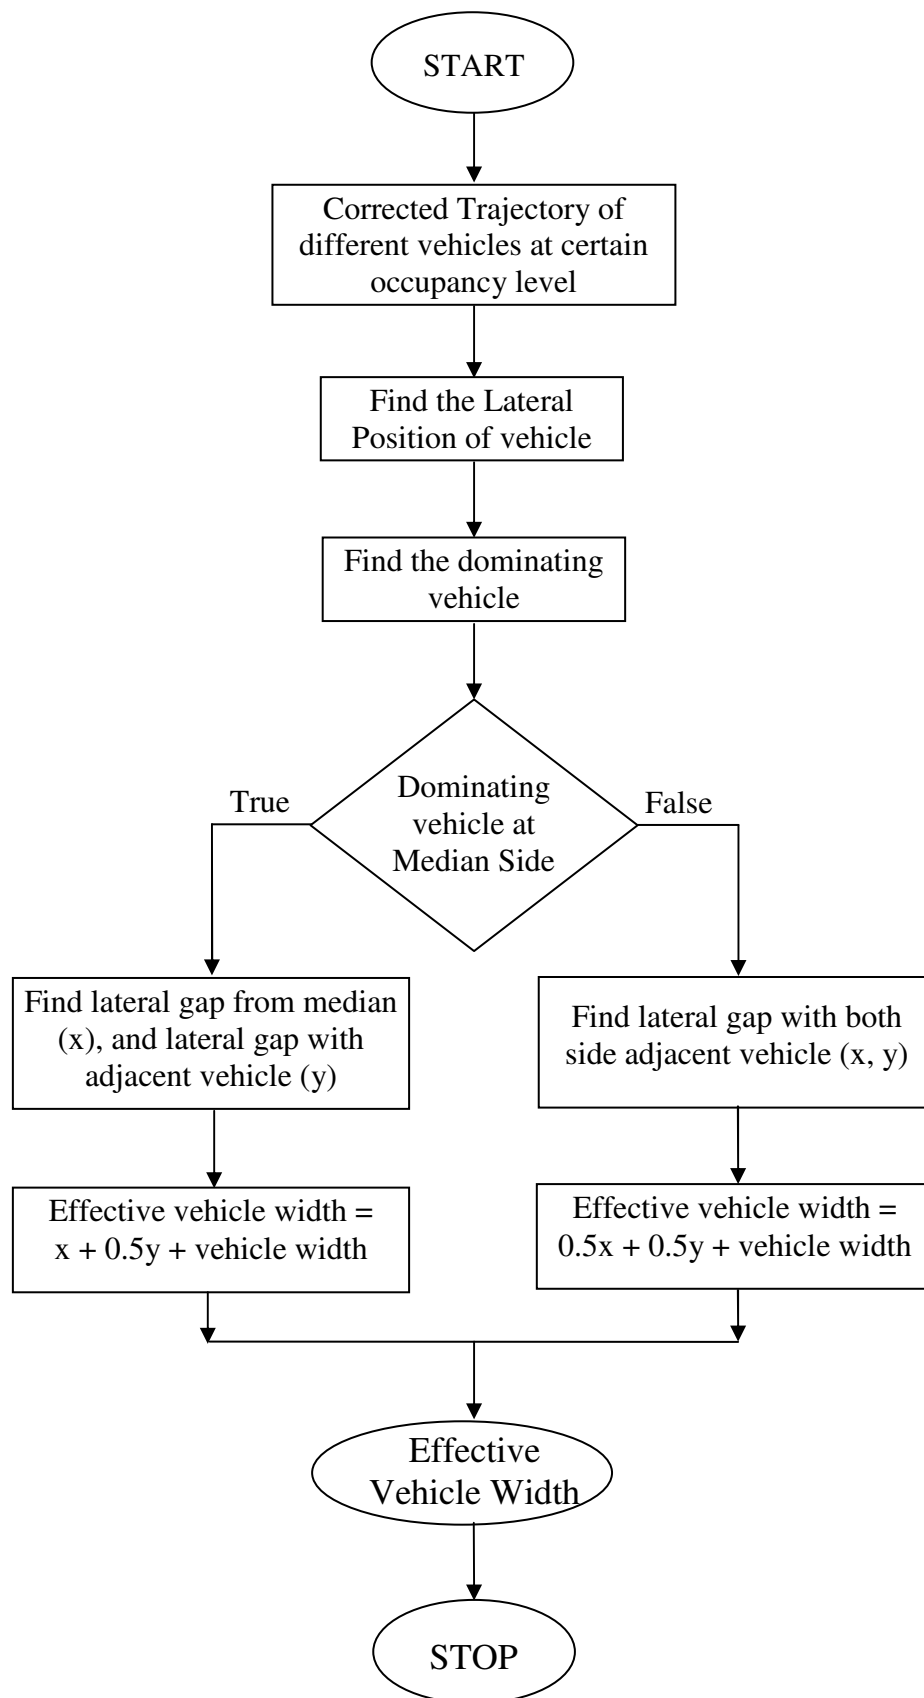 START
Corrected Trajectory of
different vehicles at certain
occupancy level
Find the Lateral
Position of vehicle
Find the dominating
vehicle
Dominating
vehicle at
Median Side
True
False
Find lateral gap from median
(x), and lateral gap with
adjacent vehicle (y)
Find lateral gap with both
side adjacent vehicle (x, y)
Effective vehicle width =
x + 0.5y + vehicle width
Effective vehicle width =
0.5x + 0.5y + vehicle width
Effective
Vehicle Width
STOP